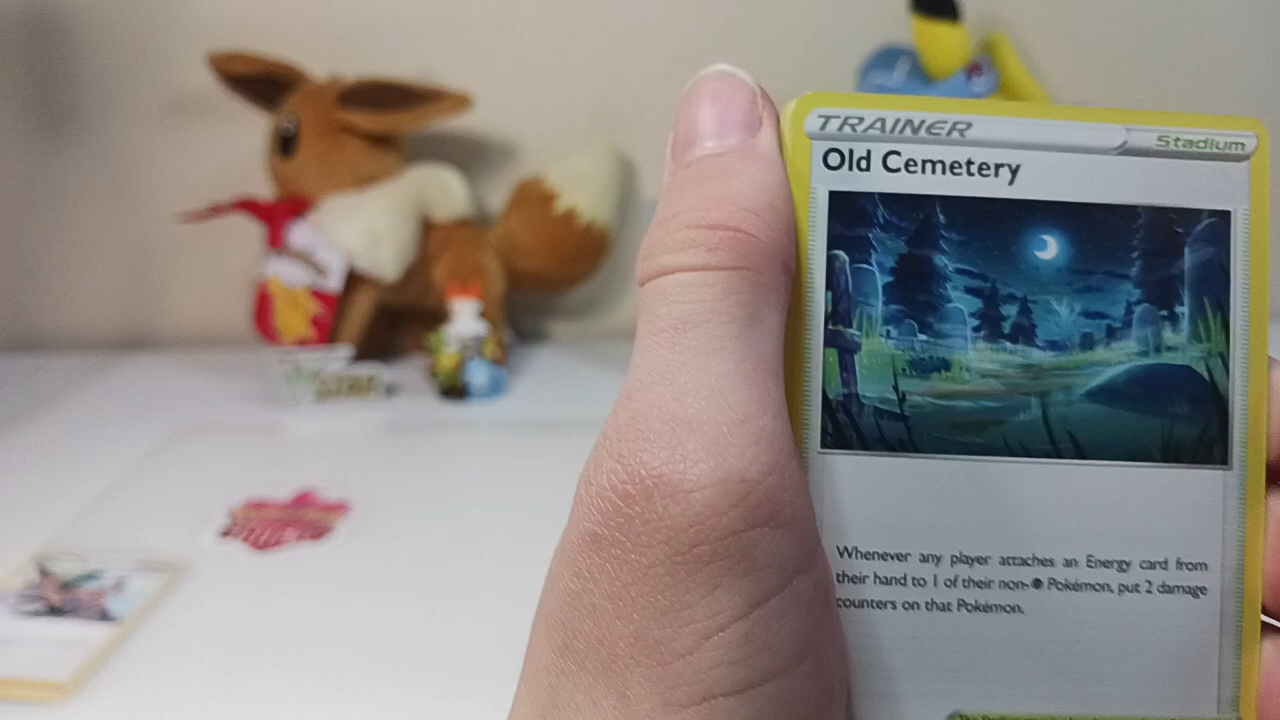 TRAINER
Stadium
Old Cemetery
Whenever any player attaches an Energy card from
their hand to 1 of their non- Pokémon, put 2 damage
counters on that Pokémon.